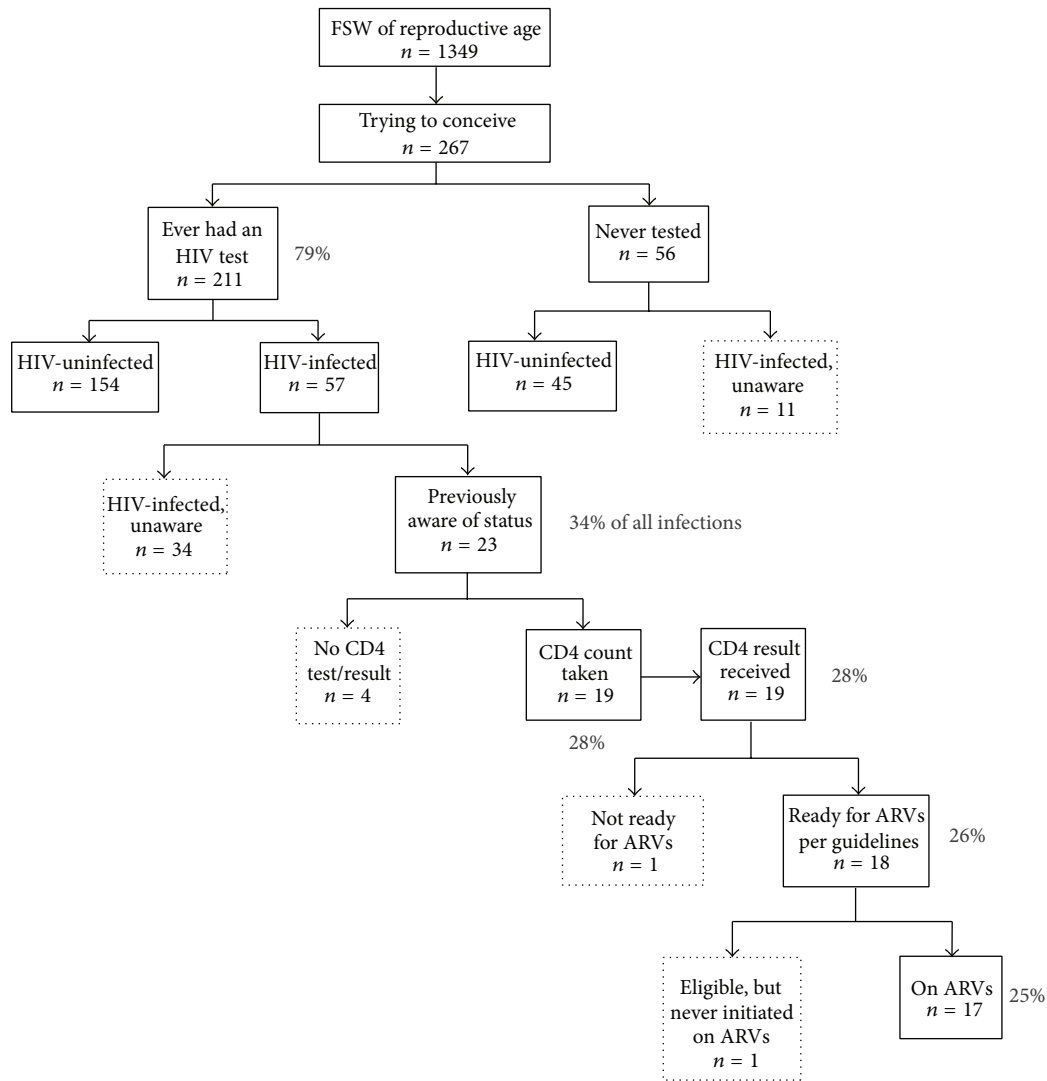 FSW of reproductive age
n = 1349
Trying to conceive
n = 267
Ever had an
HIV test
n = 211
79%
Never tested
n = 56
HIV-uninfected
n = 154
HIV-infected
n = 57
HIV-uninfected
n = 45
HIV-infected,
unaware
n = 11
HIV-infected,
unaware
n = 34
Previously
aware of status
n = 23
34% of all infections
No CD4
test/result
n = 4
CD4 count
taken
n = 19
28%
CD4 result
received
n = 19
28%
Not ready
for ARVs
n = 1
Ready for ARVs
per guidelines
n = 18
26%
Eligible, but
never initiated
on ARVs
n = 1
On ARVs
n = 17
25%